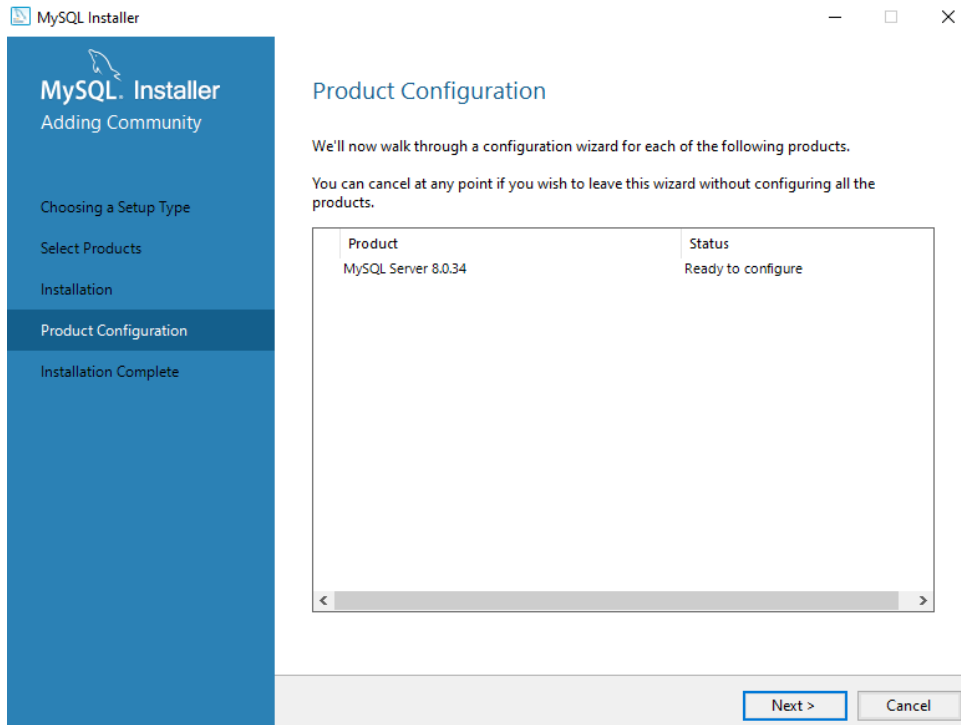 MySQL Installer
MySQL. Installer
Adding Community
Choosing a Setup Type
Select Products
Installation
Product Configuration
Installation Complete
Product Configuration
We'll now walk through a configuration wizard for each of the following products.
You can cancel at any point if you wish to leave this wizard without configuring all the
products.
Product Status
MySQL Server 8.0.34 Ready to configure
Next > Cancel